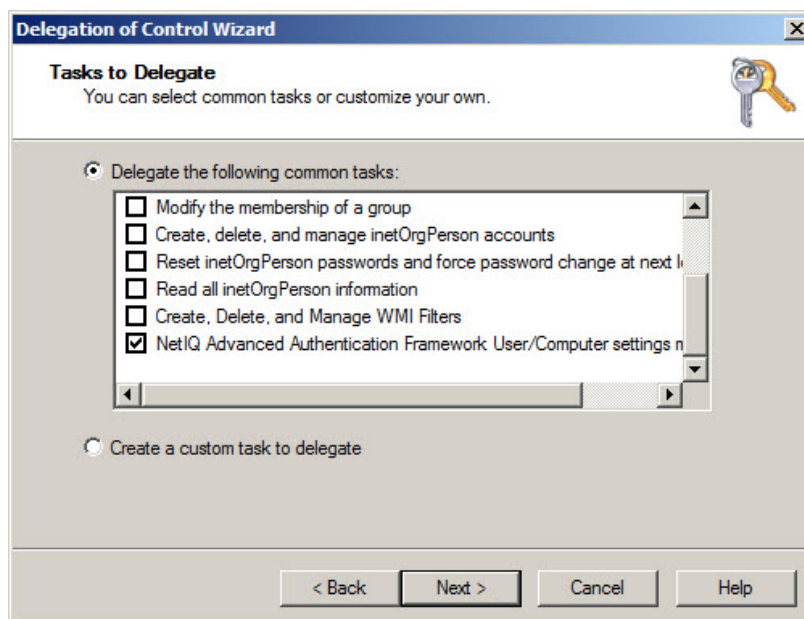 Delegation of Control Wizard
Tasks to Delegate
You can select common tasks or customize your own.
Delegate the following common tasks:
Modify the membership of a group
Create, delete, and manage inetOrgPerson accounts
Reset inetOrgPerson passwords and force password change at next
Read all inetOrgPerson information
Create, Delete, and Manage WMI Filters
NetIQ Advanced Authentication Framework User/Computer settings
Create a custom task to delegate
< Back
Next >
Cancel
Help